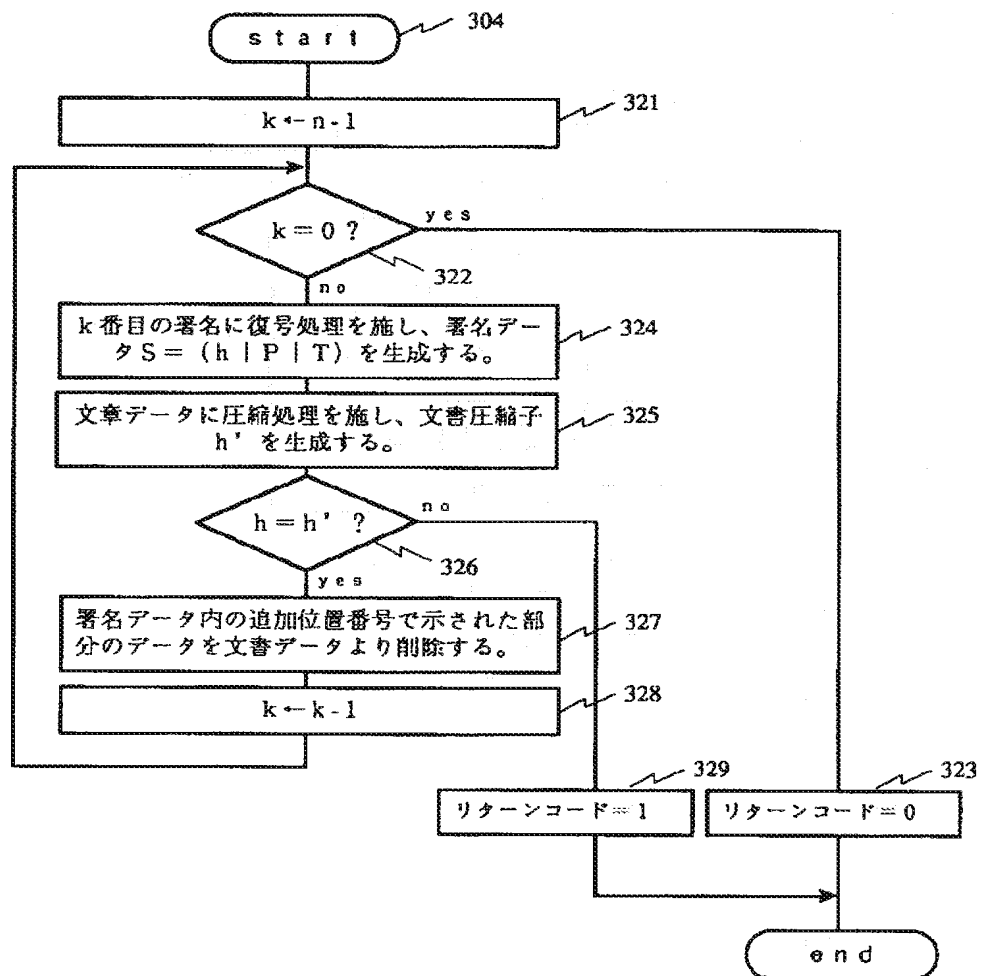 start
304
k←n-1
321
k=0?
yes
322
no
k番目の署名に復号処理を施し、署名デー
タS=(h|P|T)を生成する。
324
文章データに圧縮処理を施し、文書圧縮子
h'を生成する。
325
h=h'?
no
326
yes
署名データ内の追加位置番号で示された部
分のデータを文書データより削除する。
327
k←k-1
328
329
リターンコード=1
323
リターンコード=0
end